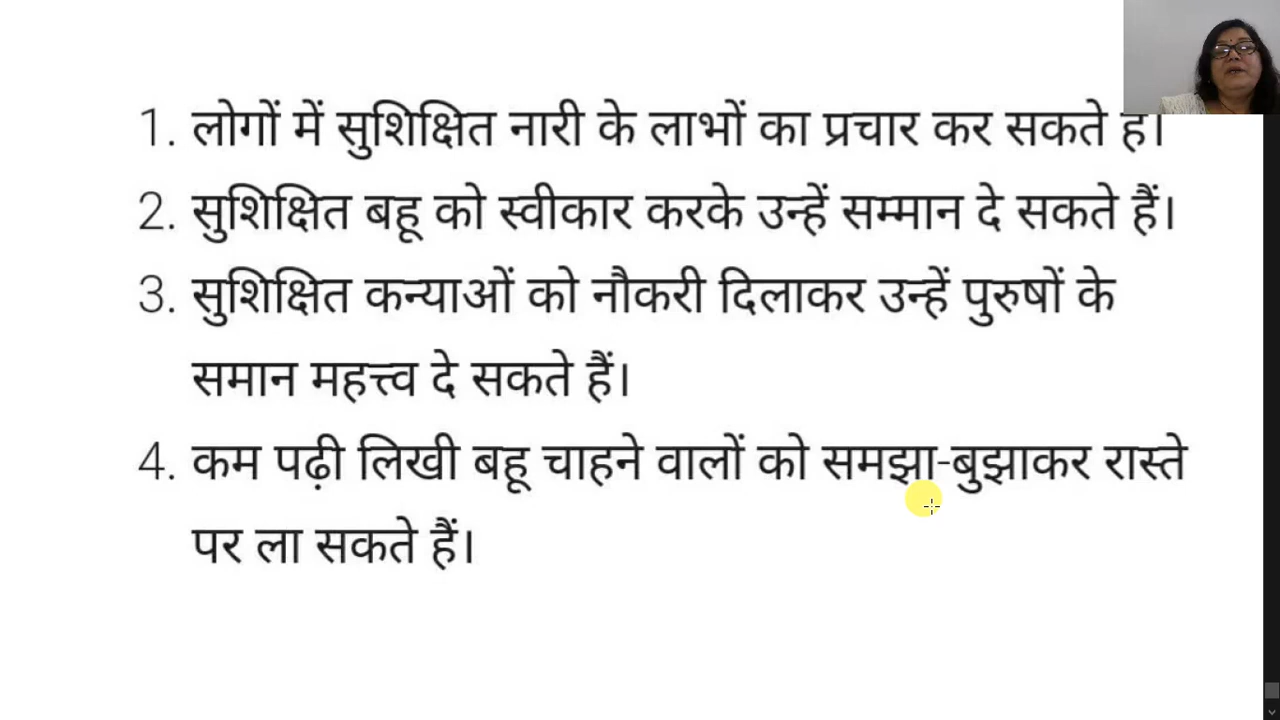 1. लोगों में सुशिक्षित नारी के लाभों का प्रचार कर सकते हैं।
2. सुशिक्षित बहू को स्वीकार करके उन्हें सम्मान दे सकते हैं।
3. सुशिक्षित कन्याओं को नौकरी दिलाकर उन्हें पुरुषों के
समान महत्त्व दे सकते हैं।
4. कम पढ़ी लिखी बहू चाहने वालों को समझा-बुझाकर रास्ते
पर ला सकते हैं।